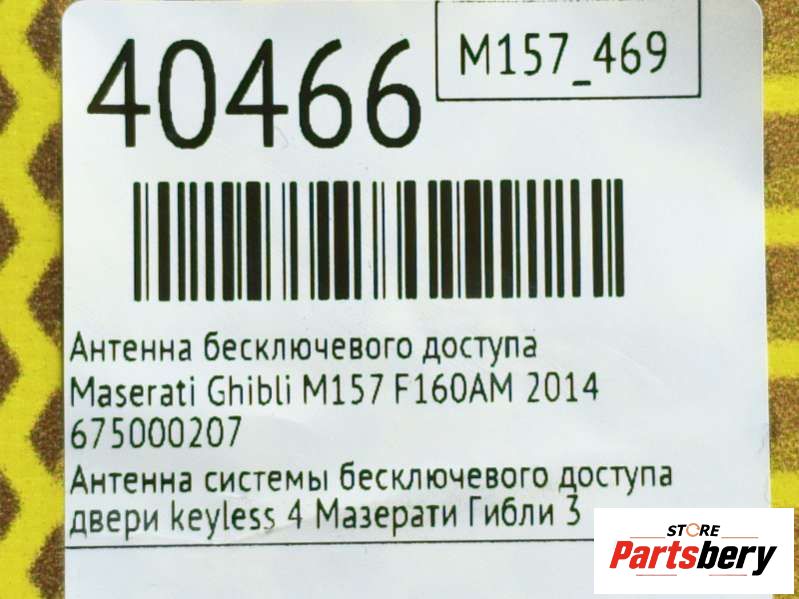 40466
M157_469
Антенна бесключевого доступа
Maserati Ghibli M157 F160AM 2014
675000207
Антенна системы бесключевого доступа
двери keyless 4 Мазерати Гибли 3
STORE
Partsbery